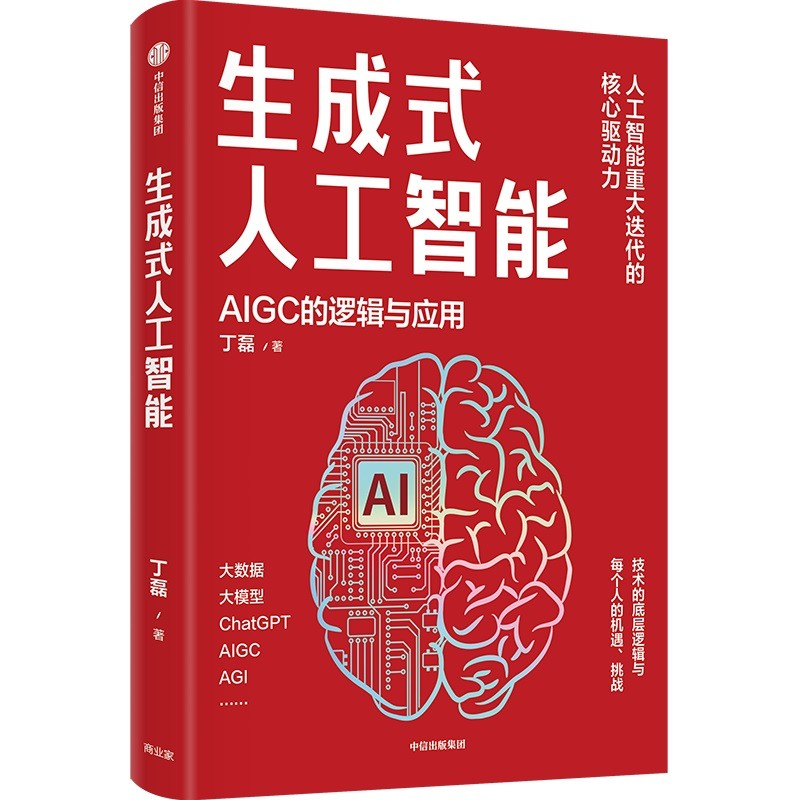 中信出版集团
生成式人工智能
丁磊/著
商业家
生成式
人工智能
AIGC的逻辑与应用
丁磊/著
人工智能重大迭代的
核心驱动力
AI
大数据
大模型
ChatGPT
AIGC
AGI
……
技术的底层逻辑与
每个人的机遇、挑战
中信出版集团